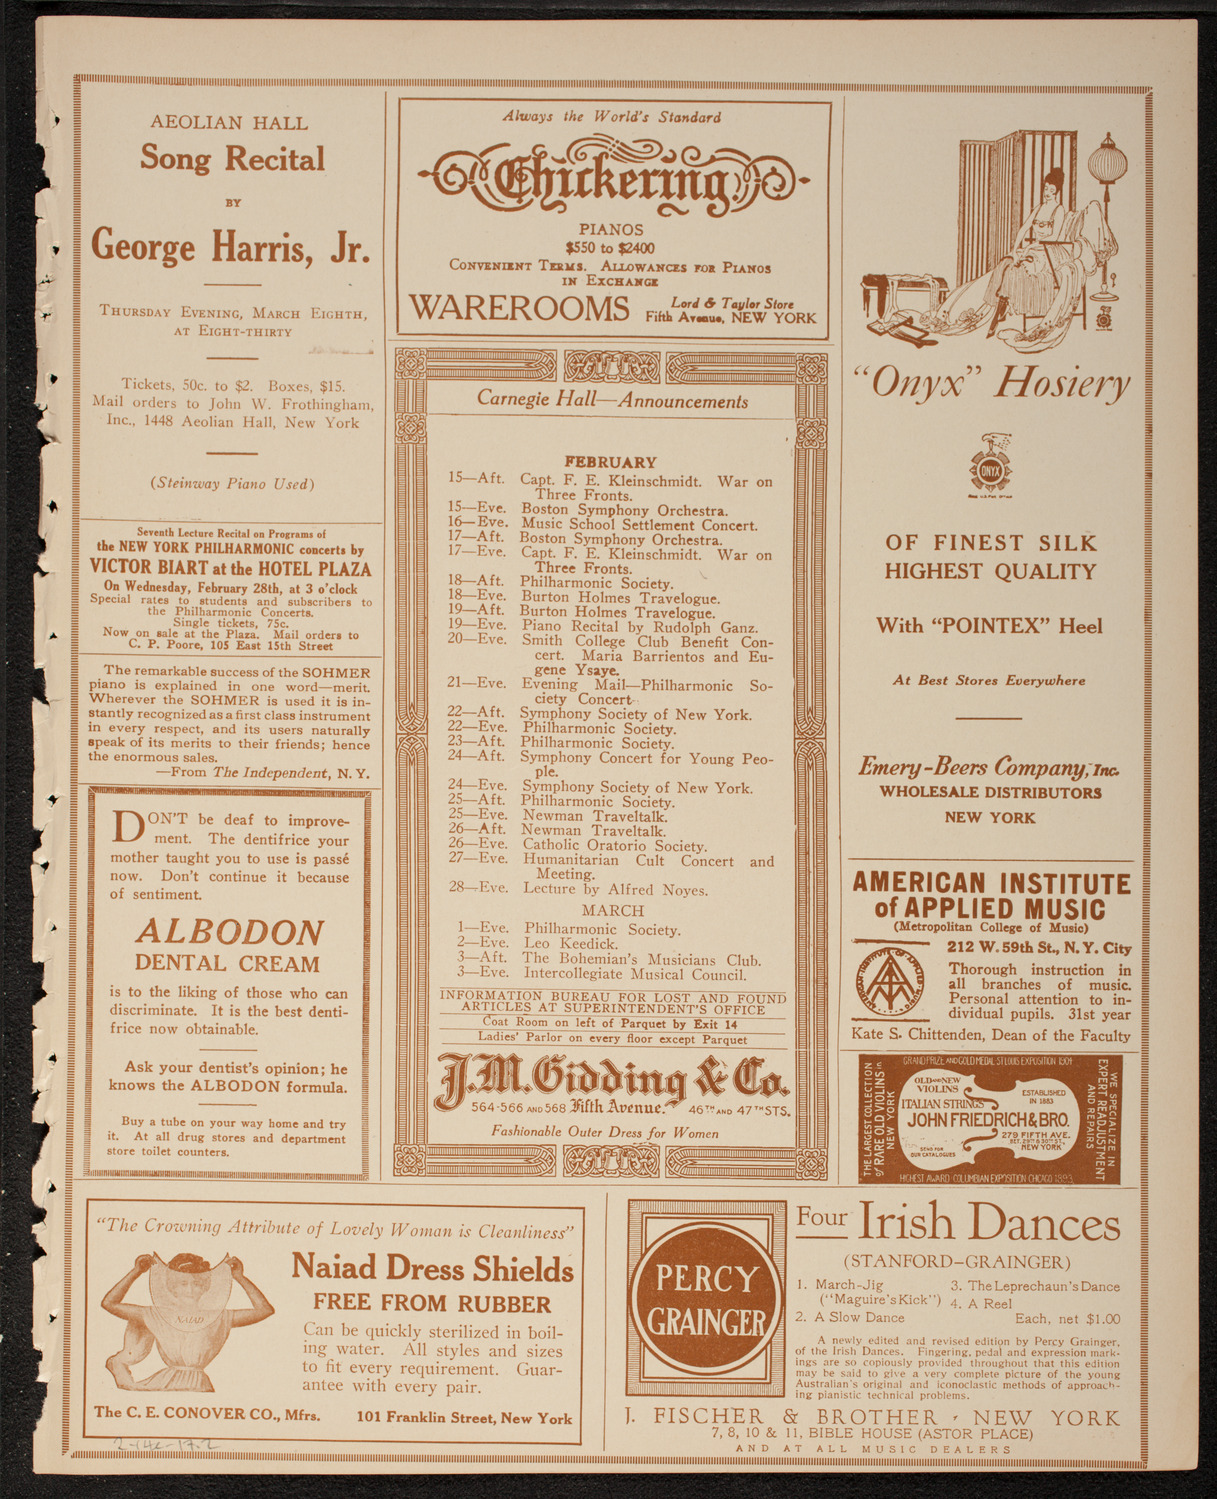 AEOLIAN HALL
Song Recital
BY
George Harris, Jr.
THURSDAY EVENING, MARCH EIGHTH,
AT EIGHT-THIRTY
Tickets, 50c. to $2. Boxes, $15.
Mail orders to John W. Frothingham,
Inc., 1448 Aeolian Hall, New York
(Steinway Piano Used)
Seventh Lecture Recital on Programs of
the NEW YORK PHILHARMONIC concerts by
VICTOR BIART at the HOTEL PLAZA
On Wednesday, February 28th, at 3 o'clock
Special rates to students and subscribers to
the Philharmonic Concerts.
Single tickets, 75c.
Now on sale at the Plaza. Mail orders to
C. P. Poore, 105 East 15th Street
The remarkable success of the SOHMER
piano is explained in one word—merit.
Wherever the SOHMER is used it is in-
stantly recognized as a first class instrument
in every respect, and its users naturally
speak of its merits to their friends; hence
the enormous sales.
—From The Independent, N. Y.
DON'T be deaf to improve-
ment. The dentifrice your
mother taught you to use is passé
now. Don't continue it because
of sentiment.
ALBODON
DENTAL CREAM
is to the liking of those who can
discriminate. It is the best denti-
frice now obtainable.
Ask your dentist's opinion; he
knows the ALBODON formula.
Buy a tube on your way home and try
it. At all drug stores and department
store toilet counters.
Always the World's Standard
Chickering
PIANOS
$550 to $2400
CONVENIENT TERMS. ALLOWANCES FOR PIANOS
IN EXCHANGE
WAREROOMS
Lord & Taylor Store
Fifth Avenue, NEW YORK
Carnegie Hall—Announcements
FEBRUARY
15—Aft. Capt. F. E. Kleinschmidt. War on
Three Fronts.
15—Eve. Boston Symphony Orchestra.
16—Eve. Music School Settlement Concert.
17—Aft. Boston Symphony Orchestra.
17—Eve. Capt. F. E. Kleinschmidt. War on
Three Fronts.
18—Aft. Philharmonic Society.
18—Eve. Burton Holmes Travelogue.
19—Aft. Burton Holmes Travelogue.
19—Eve. Piano Recital by Rudolph Ganz.
20—Eve. Smith College Club Benefit Con-
cert. Maria Barrientos and Eu-
gene Ysaye.
21—Eve. Evening Mail—Philharmonic So-
ciety Concert
22—Aft. Symphony Society of New York.
22—Eve. Philharmonic Society.
23—Aft. Philharmonic Society.
24—Aft. Symphony Concert for Young Peo-
ple.
24—Eve. Symphony Society of New York.
25—Aft. Philharmonic Society.
25—Eve. Newman Traveltalk.
26—Aft. Newman Traveltalk.
26—Eve. Catholic Oratorio Society.
27—Eve. Humanitarian Cult Concert and
Meeting.
28—Eve. Lecture by Alfred Noyes.
MARCH
1—Eve. Philharmonic Society.
2—Eve. Leo Keedick.
3—Aft. The Bohemian's Musicians Club.
3—Eve. Intercollegiate Musical Council.
INFORMATION BUREAU FOR LOST AND FOUND
ARTICLES AT SUPERINTENDENT'S OFFICE
Coat Room on left of Parquet by Exit 14
Ladies' Parlor on every floor except Parquet
J.M. Gidding & Co.
564-566 AND 568 Fifth Avenue. 46TH AND 47TH STS.
Fashionable Outer Dress for Women
"Onyx" Hosiery
ONYX
OF FINEST SILK
HIGHEST QUALITY
With "POINTEX" Heel
At Best Stores Everywhere
Emery-Beers Company, Inc.
WHOLESALE DISTRIBUTORS
NEW YORK
AMERICAN INSTITUTE
of APPLIED MUSIC
(Metropolitan College of Music)
212 W. 59th St., N. Y. City
AMERICAN INSTITUTE OF APPLIED MUSIC
Thorough instruction in
all branches of music.
Personal attention to in-
dividual pupils. 31st year
Kate S. Chittenden, Dean of the Faculty
GRAND PRIZE AND GOLD MEDAL ST LOUIS EXPOSITION 1904
THE LARGEST COLLECTION
of RARE OLD VIOLINS in
NEW YORK
OLD AND NEW
VIOLINS
ITALIAN STRINGS
ESTABLISHED
IN 1883
JOHN FRIEDRICH & BRO.
279 FIFTH AVE.
BET. 29TH & 30TH ST.,
NEW YORK
SEND FOR
OUR CATALOGUES
WE SPECIALIZE IN
EXPERT READJUSTMENT
AND REPAIRS
HIGHEST AWARD COLUMBIAN EXPOSITION CHICAGO 1893
"The Crowning Attribute of Lovely Woman is Cleanliness"
NAIAD
Naiad Dress Shields
FREE FROM RUBBER
Can be quickly sterilized in boil-
ing water. All styles and sizes
to fit every requirement. Guar-
antee with every pair.
The C. E. CONOVER CO., Mfrs. 101 Franklin Street, New York
PERCY
GRAINGER
Four Irish Dances
(STANFORD-GRAINGER)
1. March-Jig
("Maguire's Kick")
2. A Slow Dance
3. The Leprechaun's Dance
4. A Reel
Each, net $1.00
A newly edited and revised edition by Percy Grainger,
of the Irish Dances. Fingering, pedal and expression mark-
ings are so copiously provided throughout that this edition
may be said to give a very complete picture of the young
Australian's original and iconoclastic methods of approach-
ing pianistic technical problems.
J. FISCHER & BROTHER - NEW YORK
7, 8, 10 & 11, BIBLE HOUSE (ASTOR PLACE)
AND AT ALL MUSIC DEALERS